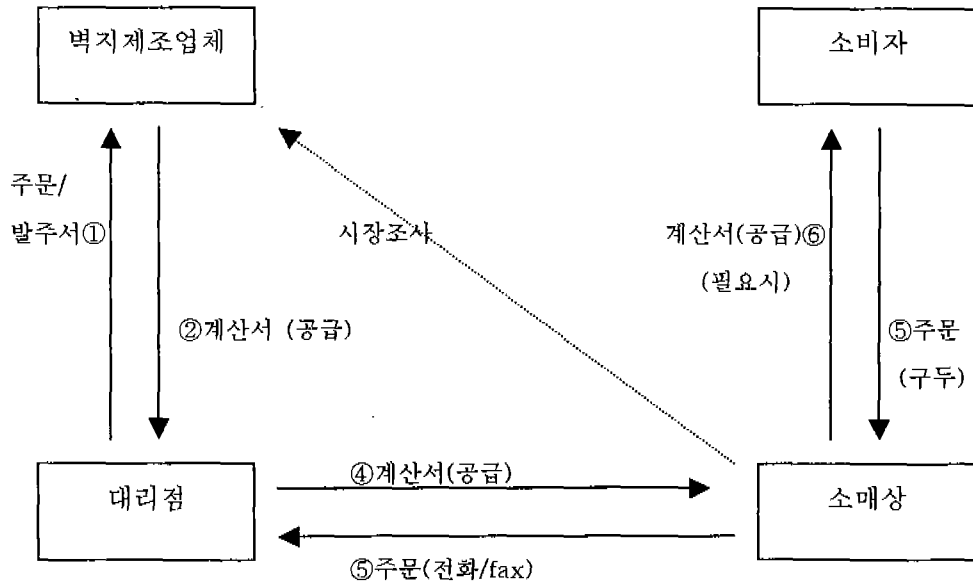 벽지제조업체
소비자
주문/
발주서①
시장조사
계산서(공급)⑥
(필요시)
②계산서 (공급)
⑤주문
(구두)
대리점
④계산서(공급)
소매상
⑤주문(전화/fax)